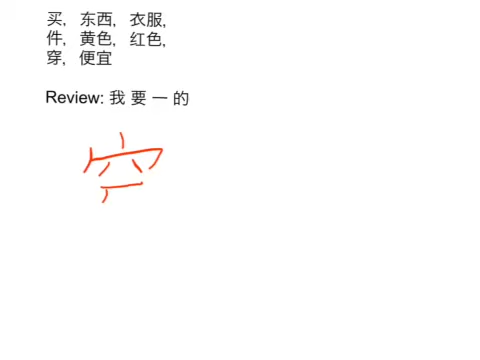 买, 东西, 衣服,
件, 黄色, 红色,
穿, 便宜
Review: 我 要 一 的